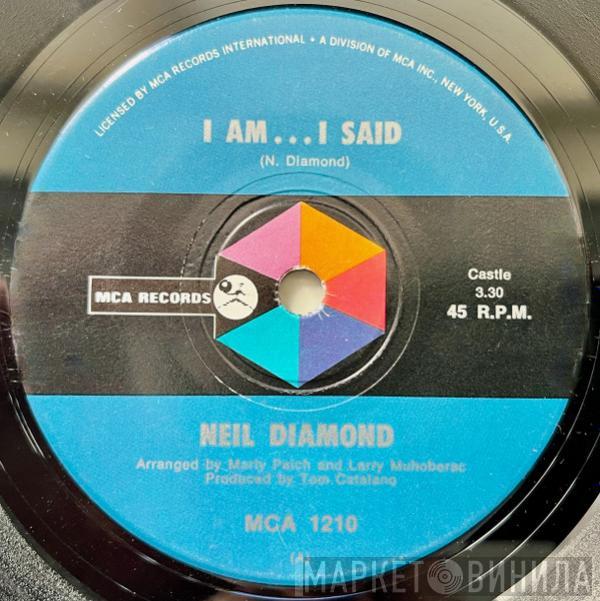 LICENSED BY MCA RECORDS INTERNATIONAL • A DIVISION OF MCA INC., NEW YORK, U.S.A.
I AM...I SAID
(N. Diamond)
MCA RECORDS
Castle
3.30
45 R.P.M.
NEIL DIAMOND
Arranged by Marty Paich and Larry Muhoberac
Produced by Tom Catalano
MCA 1210
(A)
МАРКЕТ ВИНИЛА